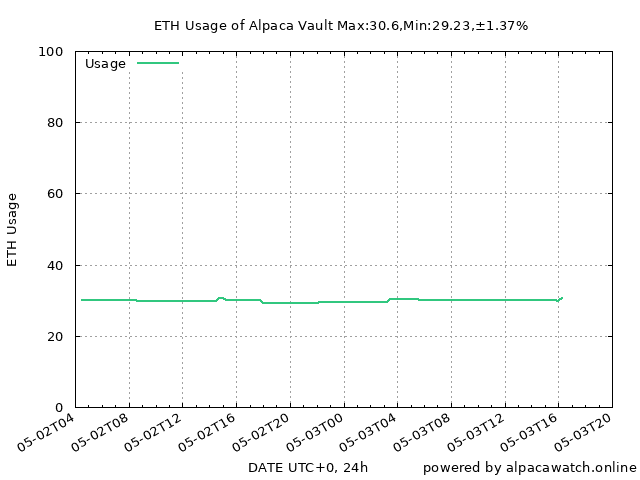 ETH Usage of Alpaca Vault Max:30.6,Min:29.23,±1.37%
100
80
60
40
20
0
Usage
ETH Usage
05-02T04
05-02T08
05-02T12
05-02T16
05-02T20
05-03T00
05-03T04
05-03T08
05-03T12
05-03T16
05-03T20
DATE UTC+0, 24h
powered by alpacawatch.online